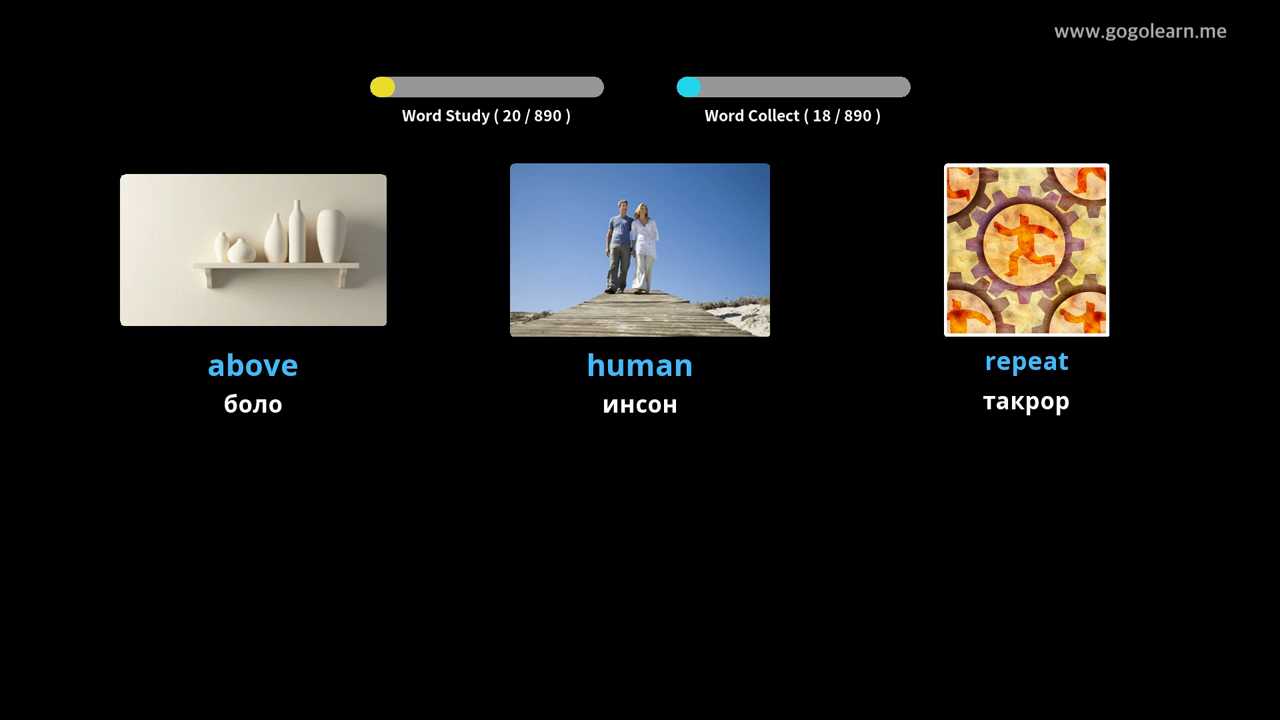 www.gogolearn.me
Word Study ( 20 / 890 )
Word Collect ( 18 / 890 )
above
боло
human
инсон
repeat
такрор